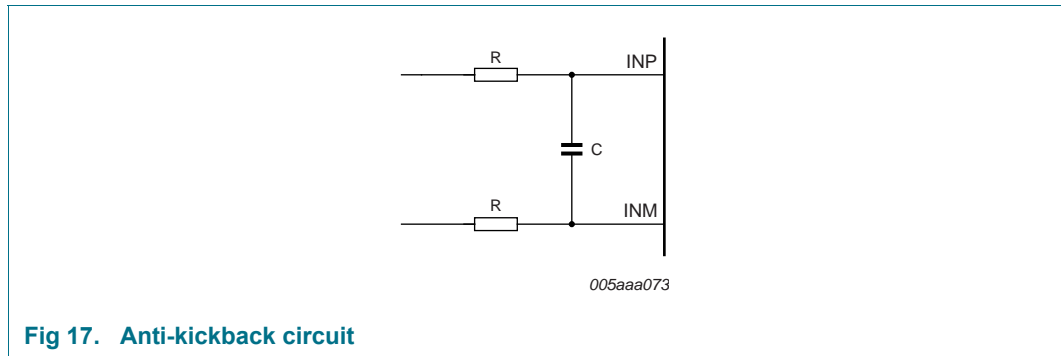 R
INP
C
R
INM
005aaa073
Fig 17. Anti-kickback circuit